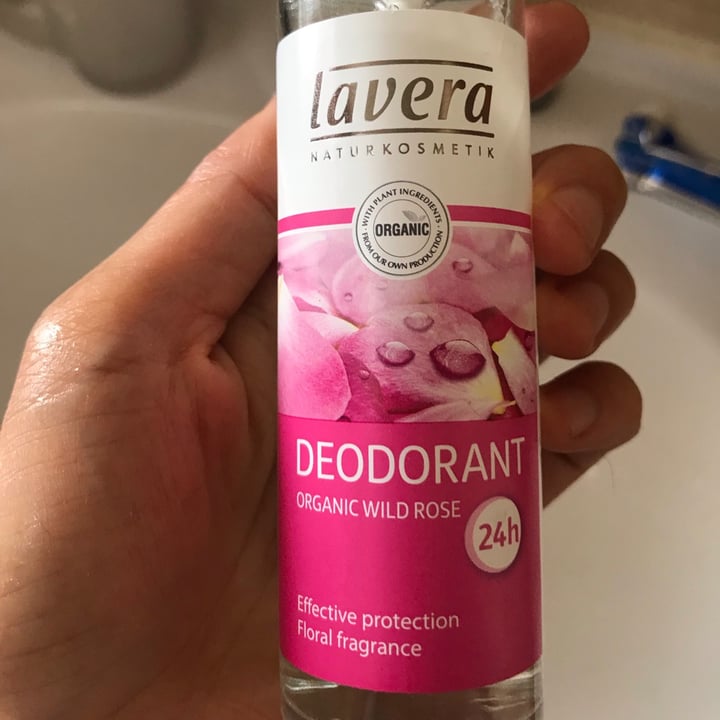 lavera
NATURKOSMETIK
· WITH PLANT INGREDIENTS ·
ORGANIC
FROM OUR OWN PRODUCTION
DEODORANT
ORGANIC WILD ROSE
24h
Effective protection
Floral fragrance